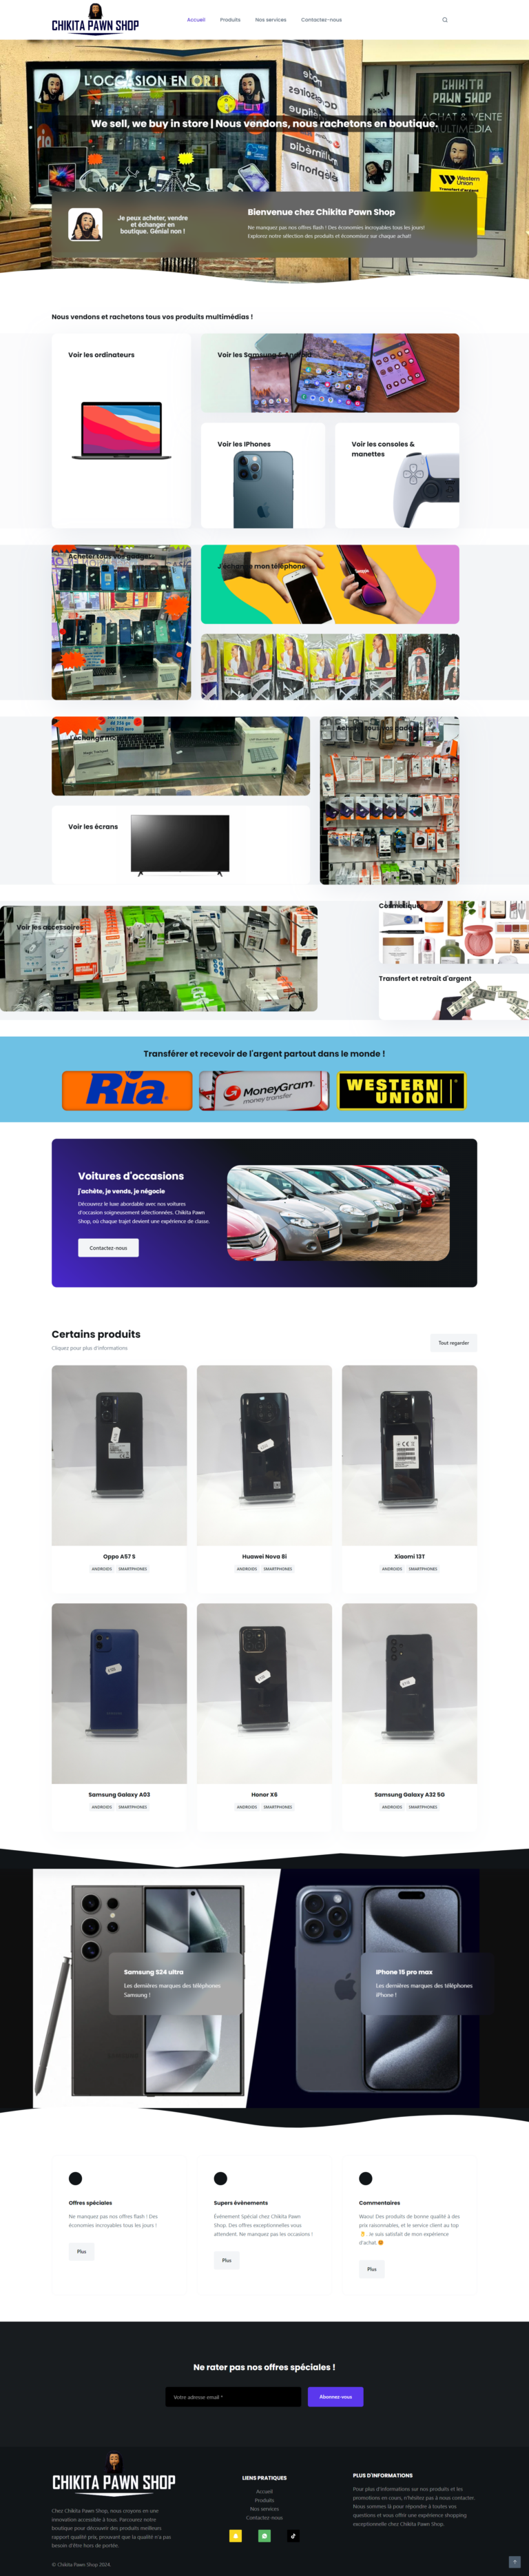 CHIKITA PAWN SHOP
Accueil Produits Nos services Contactez-nous
L'OCCASION EN OR !
CHIKITA
PAWN SHOP
ACHAT & VENTE
MULTIMÉDIA
We sell, we buy in store | Nous vendons, nous rachetons en boutique.
Western
Union
Je peux acheter, vendre
et échanger en
boutique. Génial non !
Bienvenue chez Chikita Pawn Shop
Ne manquez pas nos offres flash ! Des économies incroyables tous les jours!
Explorez notre sélection des produits et économisez sur chaque achat!
Nous vendons et rachetons tous vos produits multimédias !
Voir les ordinateurs
Voir les Samsung & Android
Voir les IPhones
Voir les consoles &
manettes
J'échange mon téléphone
Voir les écrans
Voir les accessoires
Cosmétiques
Transfert et retrait d'argent
Transférer et recevoir de l'argent partout dans le monde !
Ria
MoneyGram
money transfer
WESTERN
UNION
Voitures d'occasions
J'achète, je vends, je négocie
Découvrez le luxe abordable avec nos voitures
d'occasion soigneusement sélectionnées. Chikita Pawn
Shop, où chaque trajet devient une expérience de classe.
Contactez-nous
Certains produits
Cliquez pour plus d'informations
Tout regarder
Oppo A57 S
ANDROIDS SMARTPHONES
Huawei Nova 8i
ANDROIDS SMARTPHONES
Xiaomi 13T
ANDROIDS SMARTPHONES
Samsung Galaxy A03
ANDROIDS SMARTPHONES
Honor X6
ANDROIDS SMARTPHONES
Samsung Galaxy A32 5G
ANDROIDS SMARTPHONES
Samsung S24 ultra
Les dernières marques des téléphones
Samsung !
iPhone 15 pro max
Les dernières marques des téléphones
iPhone !
Offres spéciales
Ne manquez pas nos offres flash ! Des
économies incroyables tous les jours !
Plus
Supers évènements
Événement Spécial chez Chikita Pawn
Shop. Des offres exceptionnelles vous
attendent. Ne manquez pas les occasions !
Plus
Commentaires
Waou! Des produits de bonne qualité à des
prix raisonnables, et le service client au top
. Je suis satisfait de mon expérience
d'achat.
Plus
Ne rater pas nos offres spéciales !
Votre adresse email *
Abonnez-vous
CHIKITA PAWN SHOP
Chez Chikita Pawn Shop, nous croyons en une
innovation accessible à tous. Parcourez notre
boutique pour découvrir des produits meilleurs
rapport qualité prix, prouvant que la qualité n'a pas
besoin d'être hors de portée.
© Chikita Pawn Shop 2024
LIENS PRATIQUES
Accueil
Produits
Nos services
Contactez-nous
PLUS D'INFORMATIONS
Pour plus d'informations sur nos produits et les
promotions en cours, n'hésitez pas à nous contacter.
Nous sommes là pour répondre à toutes vos
questions et vous offrir une expérience shopping
exceptionnelle chez Chikita Pawn Shop.